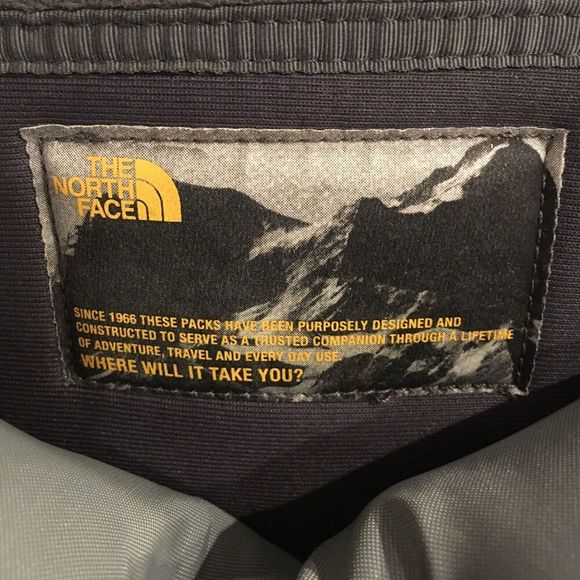 THE
NORTH
FACE
SINCE 1966 THESE PACKS HAVE BEEN PURPOSELY DESIGNED AND
CONSTRUCTED TO SERVE AS A TRUSTED COMPANION THROUGH A LIFETIME
OF ADVENTURE, TRAVEL AND EVERY DAY USE.
WHERE WILL IT TAKE YOU?